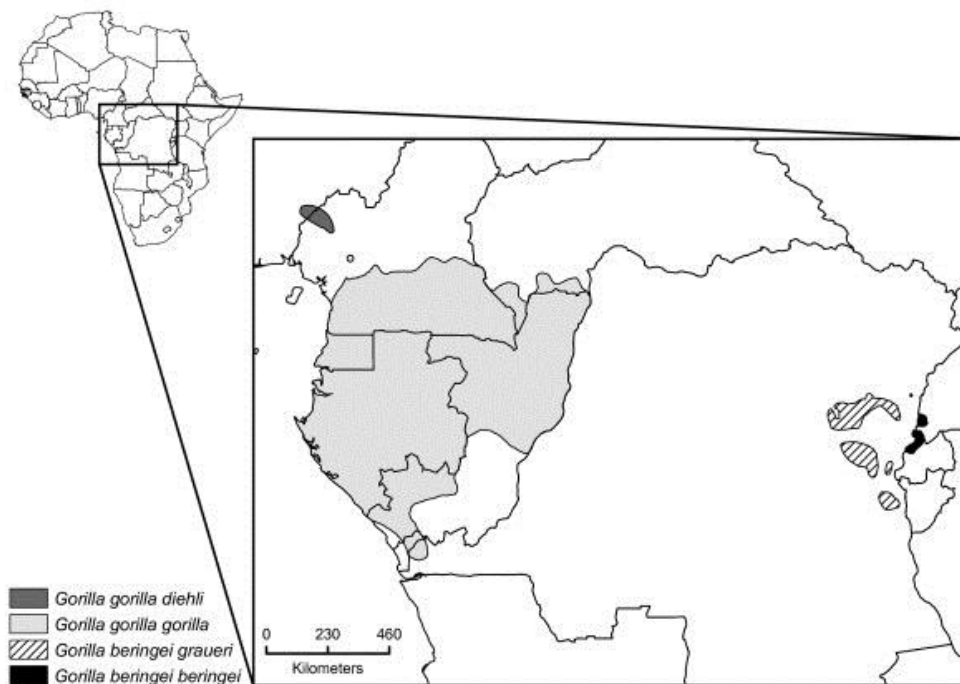 Gorilla gorilla diehli
Gorilla gorilla gorilla
Gorilla beringei graueri
Gorilla beringei beringei
0 230 460
Kilometers